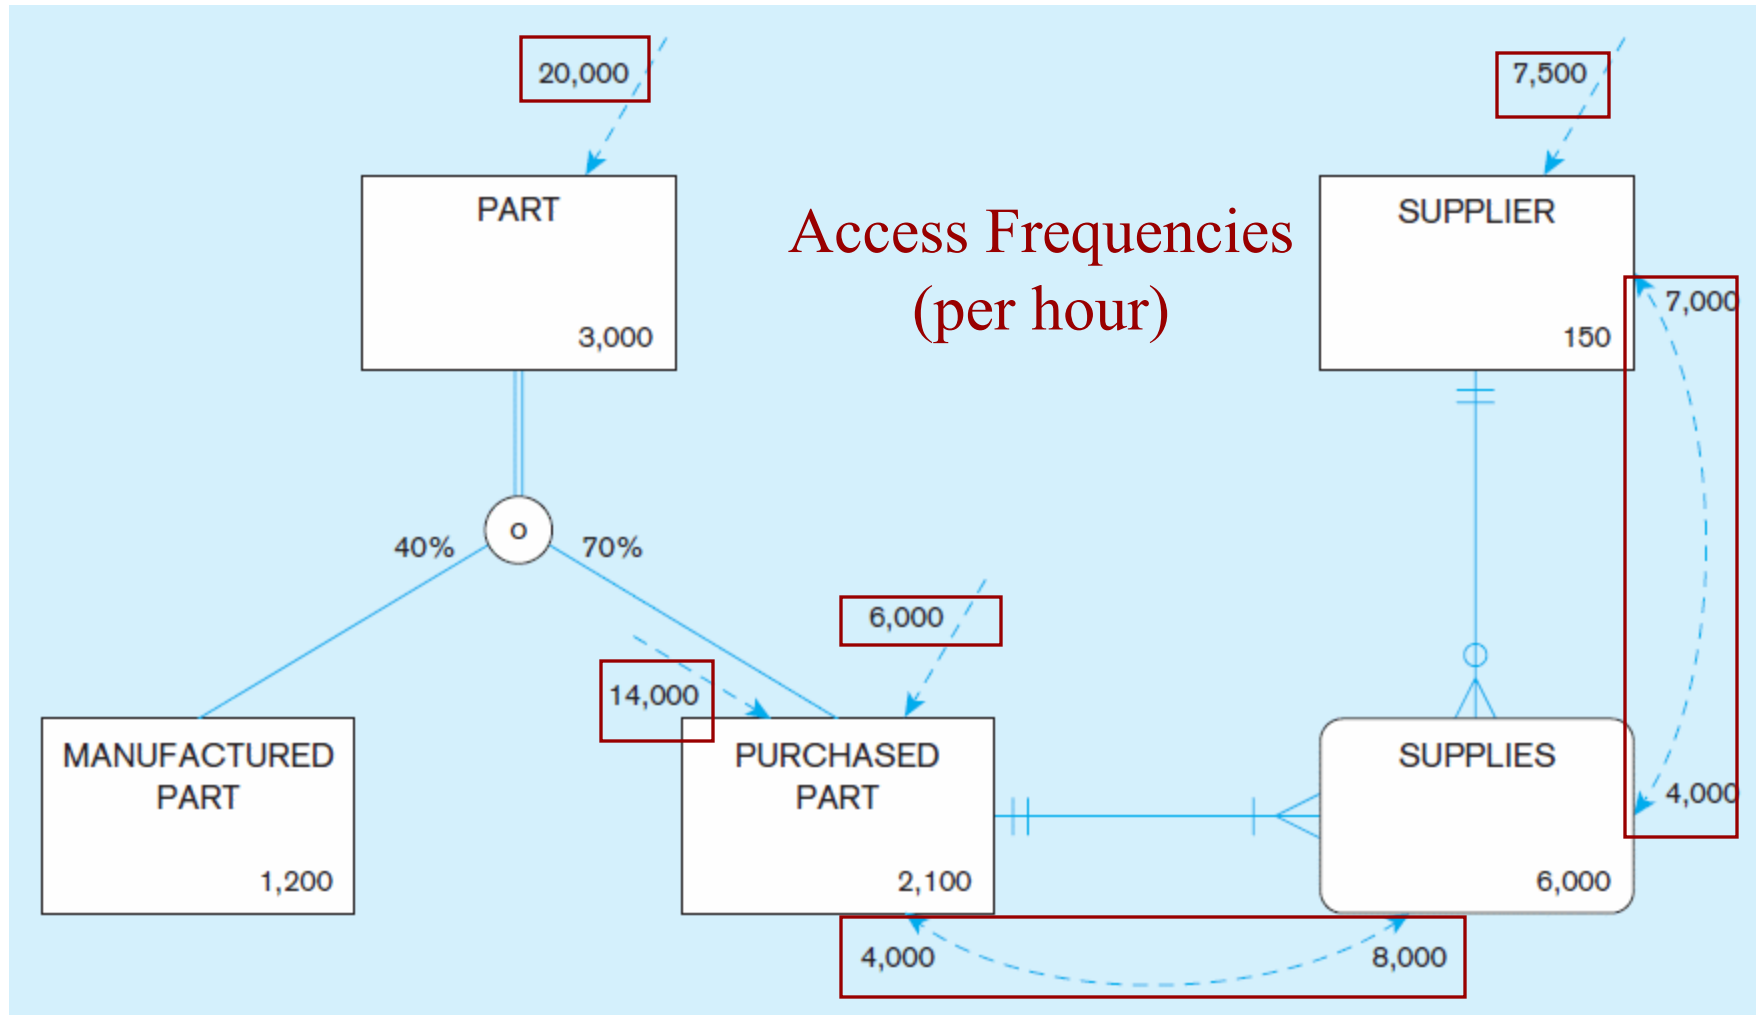 20,000
7,500
PART
3,000
Access Frequencies
(per hour)
SUPPLIER
150
7,000
40%
o
70%
6,000
14,000
MANUFACTURED
PART
1,200
PURCHASED
PART
2,100
SUPPLIES
6,000
4,000
4,000
8,000